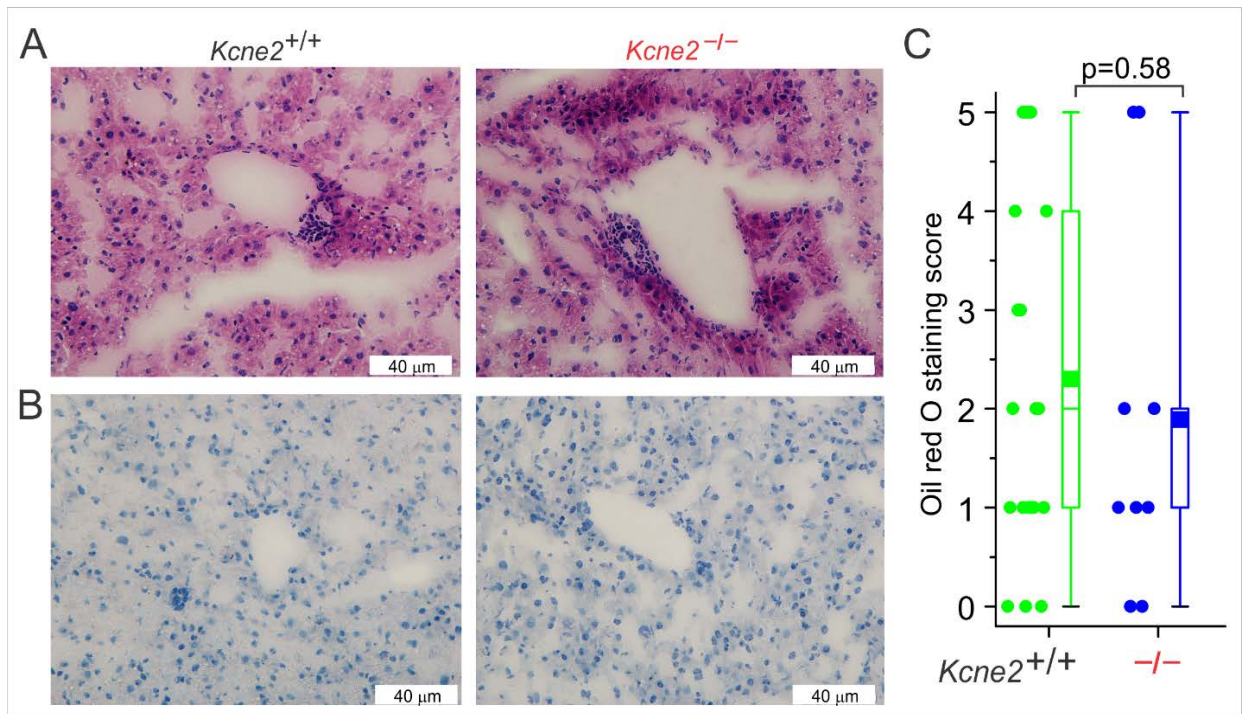 A
Kcne2+/+
Kcne2−/−
40 μm
40 μm
B
40 μm
40 μm
C
p=0.58
Oil red O staining score
5
4
3
2
1
0
Kcne2+/+
−/−